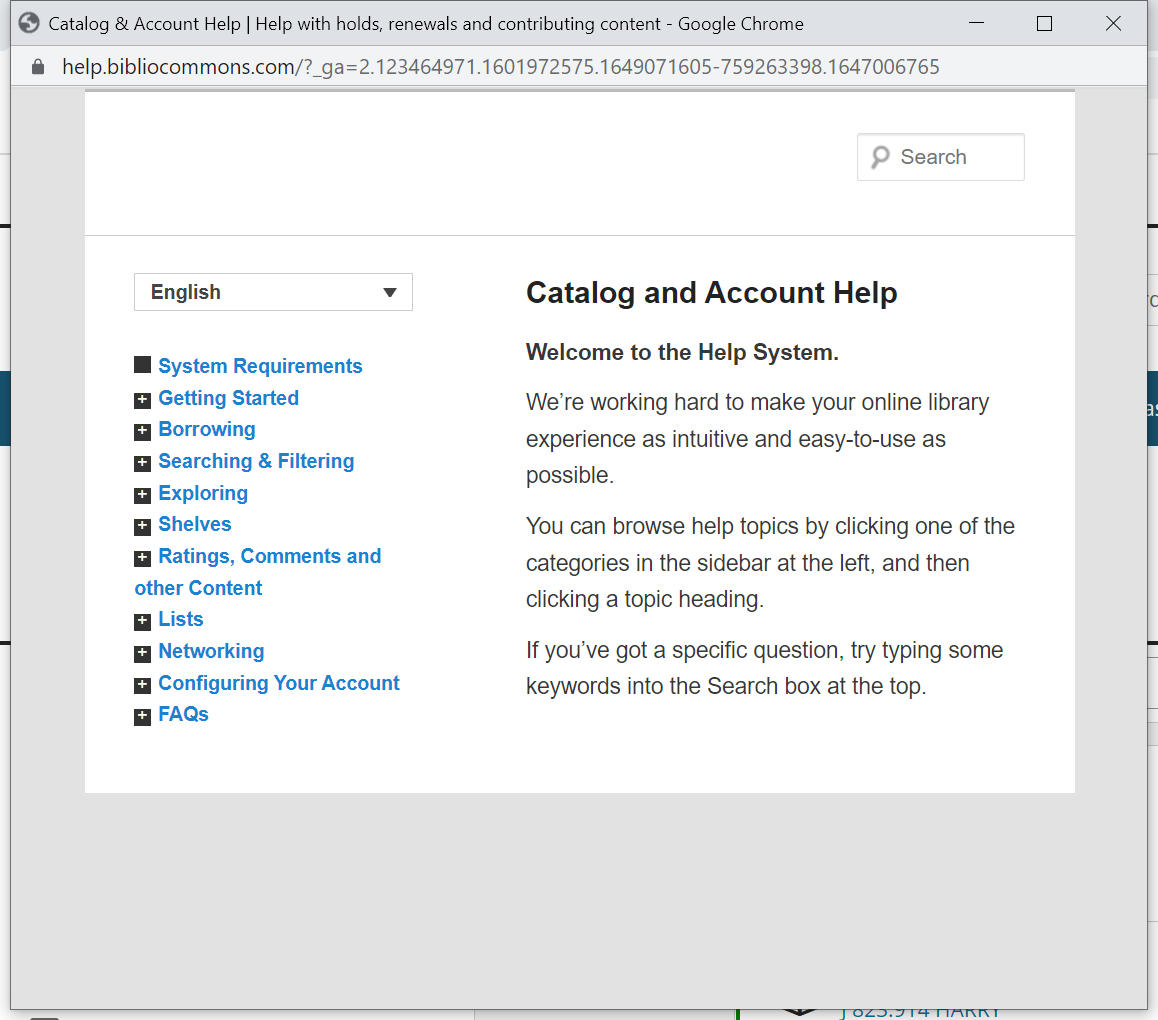 Catalog & Account Help | Help with holds, renewals and contributing content - Google Chrome
help.bibliocommons.com/?_ga=2.123464971.1601972575.1649071605-759263398.1647006765
Search
English
System Requirements
Getting Started
Borrowing
Searching & Filtering
Exploring
Shelves
Ratings, Comments and
other Content
Lists
Networking
Configuring Your Account
FAQs
Catalog and Account Help
Welcome to the Help System.
We’re working hard to make your online library
experience as intuitive and easy-to-use as
possible.
You can browse help topics by clicking one of the
categories in the sidebar at the left, and then
clicking a topic heading.
If you’ve got a specific question, try typing some
keywords into the Search box at the top.
J 823.914 HARRY